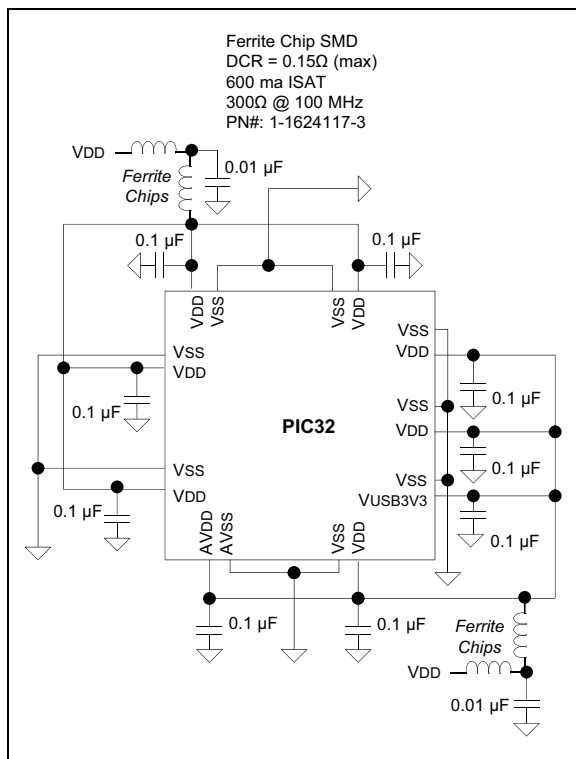 Ferrite Chip SMD
DCR = 0.15Ω (max)
600 ma ISAT
300Ω @ 100 MHz
PN#: 1-1624117-3
VDD
0.01 µF
Ferrite
Chips
0.1 µF
0.1 µF
VDD
VSS
VSS
VDD
VSS
VDD
0.1 µF
VSS
VDD
0.1 µF
PIC32
VSS
VDD
0.1 µF
VSS
VDD
0.1 µF
VSS
VUSB3V3
0.1 µF
AVDD
AVSS
VSS
VDD
0.1 µF
0.1 µF
Ferrite
Chips
VDD
0.01 µF